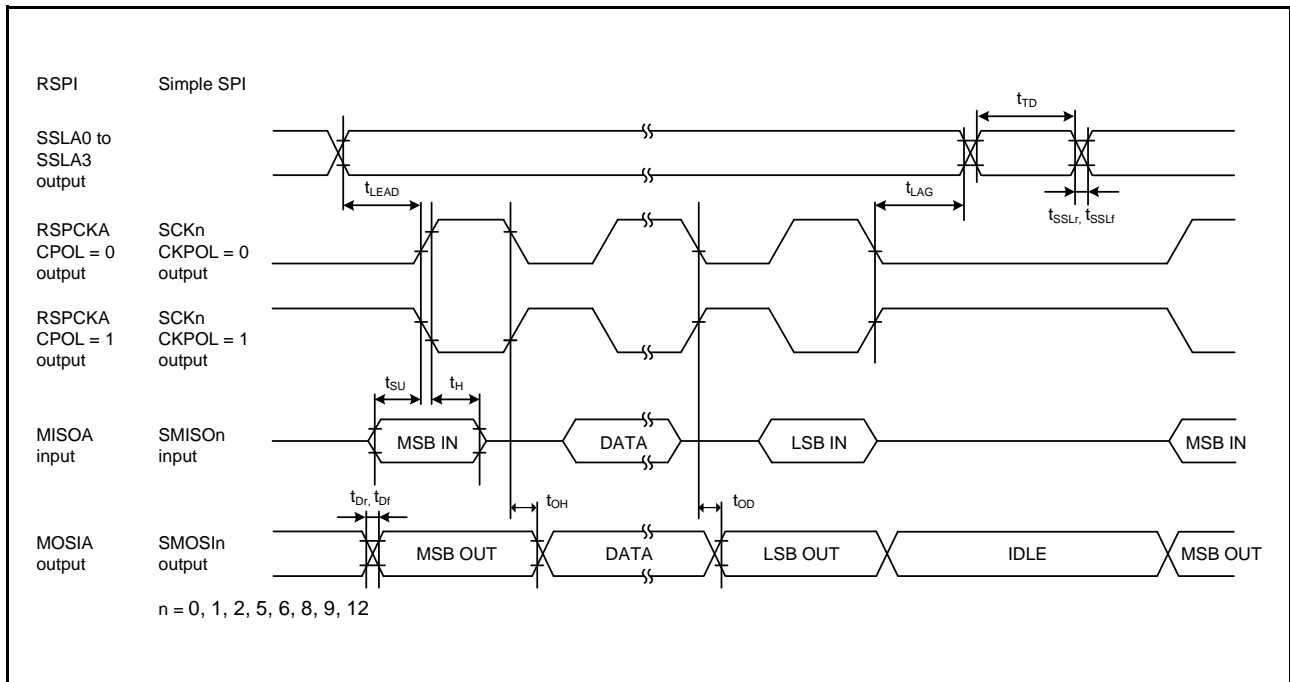 RSPI Simple SPI
tTD
SSLA0 to
SSLA3
output
tLEAD
tLAG
tSSLr, tSSLf
RSPCKA SCKn
CPOL = 0 CKPOL = 0
output output
RSPCKA SCKn
CPOL = 1 CKPOL = 1
output output
tSU tH
MISOA SMISOn
input input
MSB IN DATA LSB IN MSB IN
tDr, tDf tOH tOD
MOSIA SMOSIn
output output
MSB OUT DATA LSB OUT IDLE MSB OUT
n = 0, 1, 2, 5, 6, 8, 9, 12